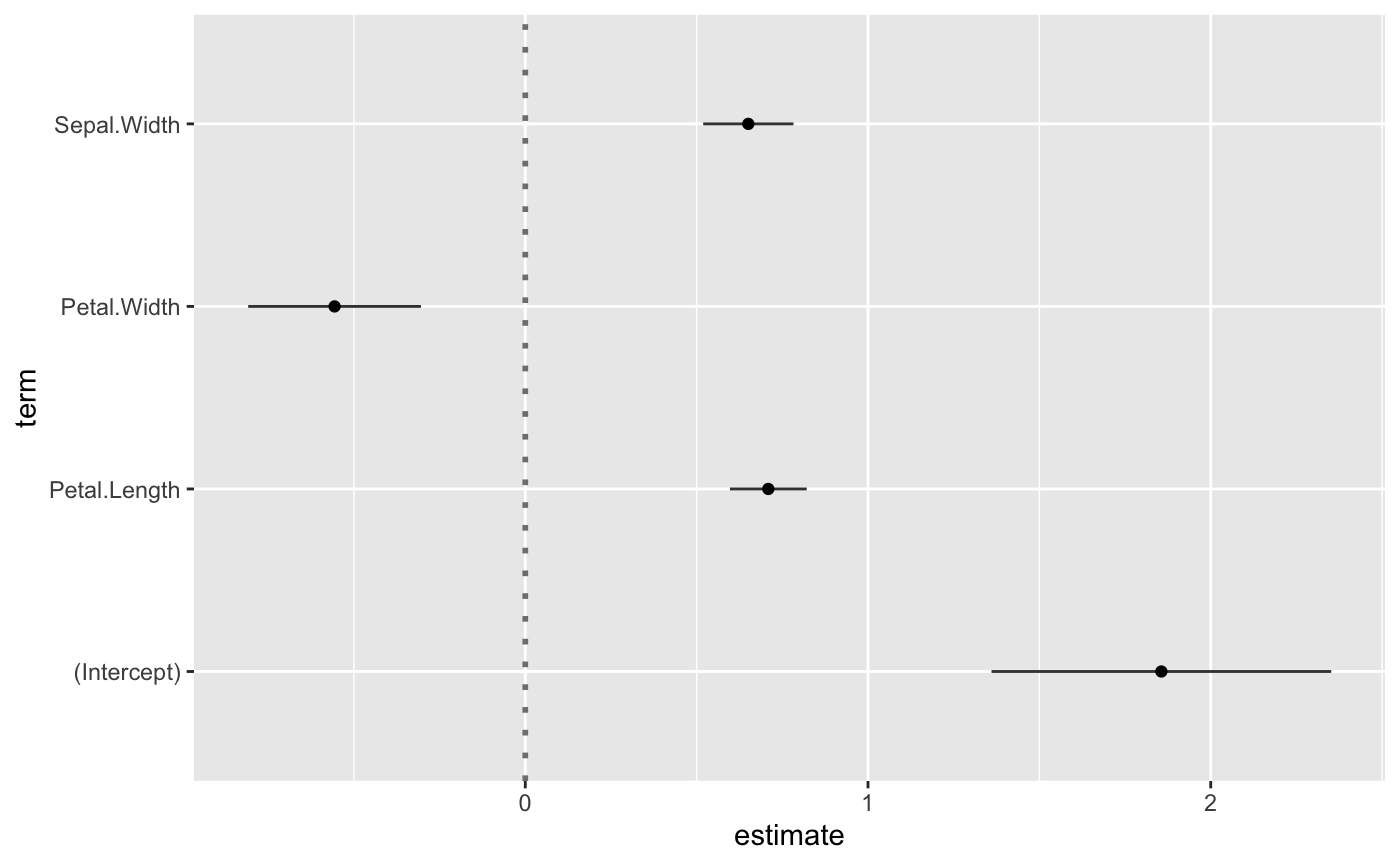 Sepal.Width
Petal.Width
term
Petal.Length
(Intercept)
0 1 2
estimate